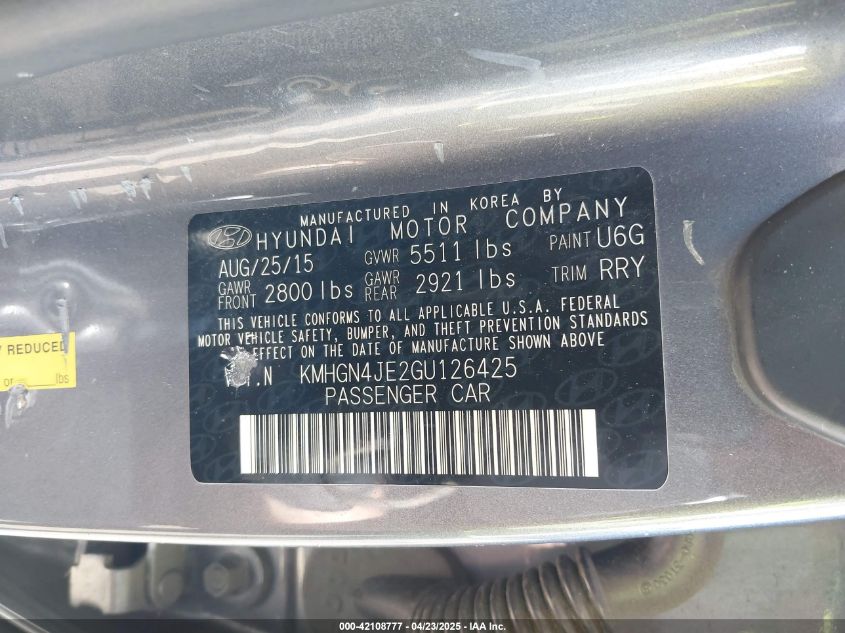 MANUFACTURED IN KOREA BY
HYUNDAI MOTOR COMPANY
AUG/25/15 GVWR 5511 lbs PAINT U6G
GAWR FRONT 2800 lbs GAWR REAR 2921 lbs TRIM RRY
THIS VEHICLE CONFORMS TO ALL APPLICABLE U.S.A. FEDERAL
MOTOR VEHICLE SAFETY, BUMPER, AND THEFT PREVENTION STANDARDS
EFFECT ON THE DATE OF MANUFACTURE SHOWN ABOVE
.N KMHGN4JE2GU126425
PASSENGER CAR
REDUCED
or lbs
000-42108777 - 04/23/2025 - IAA Inc.